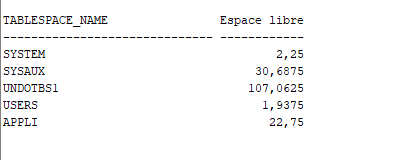 TABLESPACE_NAME Espace libre
------------------------------ ------------
SYSTEM 2,25
SYSAUX 30,6875
UNDOTBS1 107,0625
USERS 1,9375
APPLI 22,75